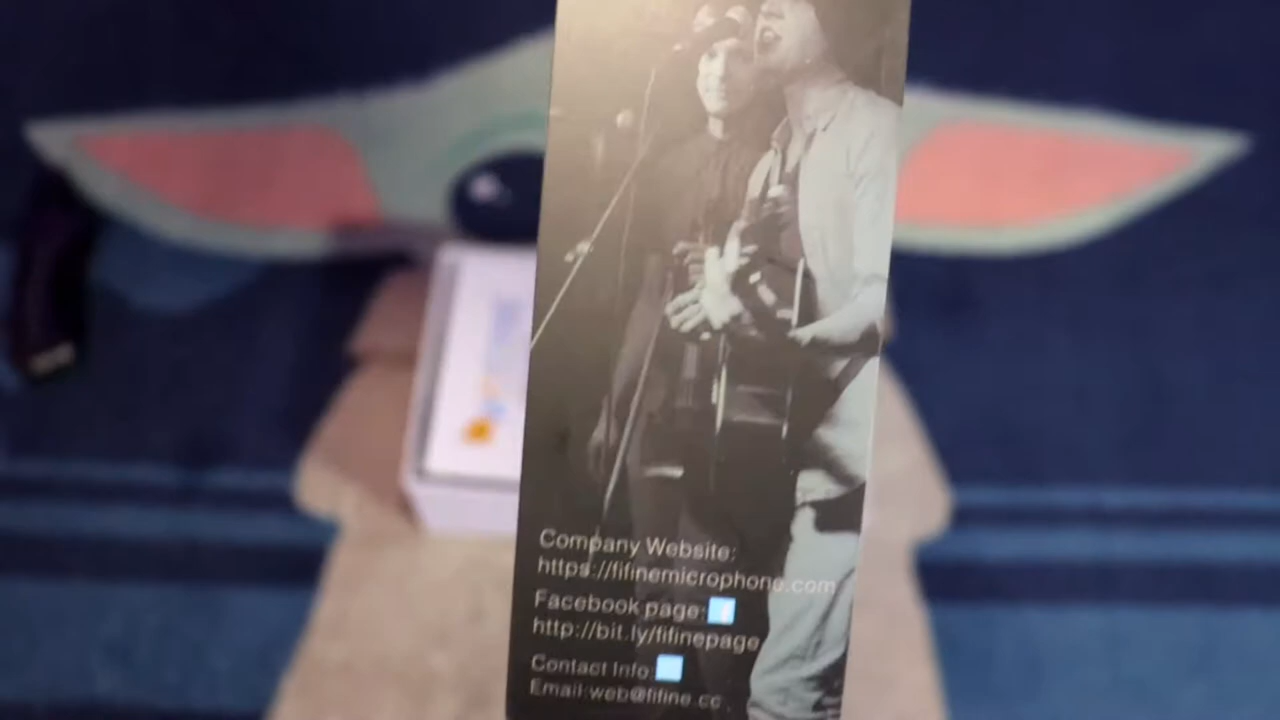 Company Website:
https://fifinemicrophone.com
Facebook page:
http://bit.ly/fifinepage
Contact Info:
Email:web@fifine.cc